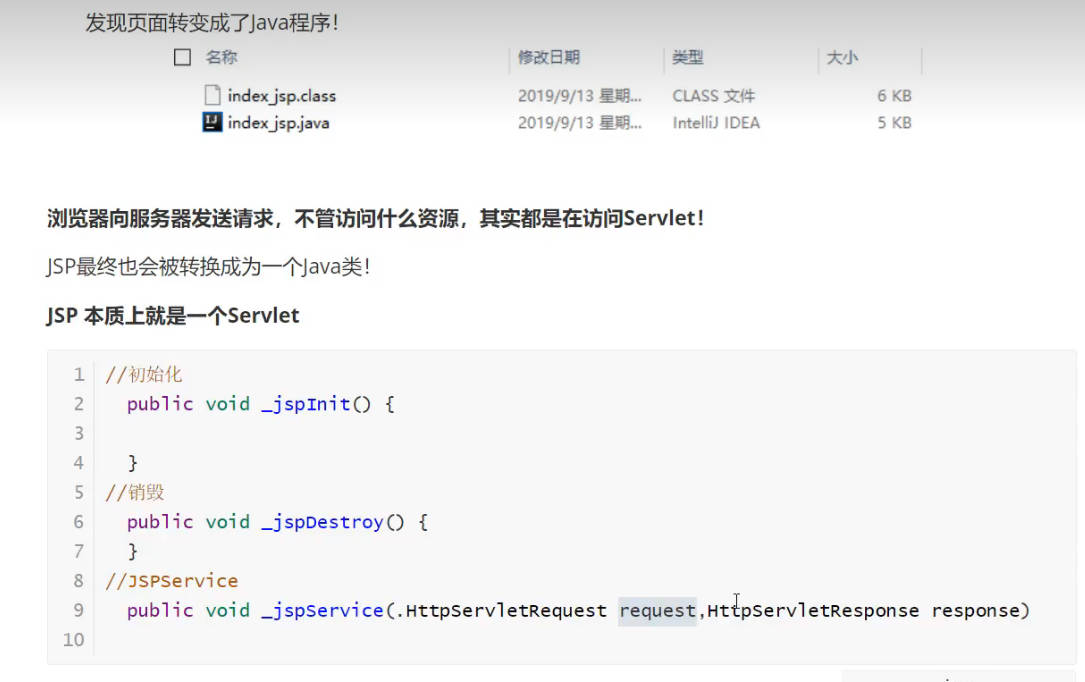 发现页面转变成了Java程序！
名称 修改日期 类型 大小
index_jsp.class 2019/9/13 星期... CLASS 文件 6 KB
index_jsp.java 2019/9/13 星期... IntelliJ IDEA 5 KB
浏览器向服务器发送请求，不管访问什么资源，其实都是在访问Servlet！
JSP最终也会被转换成为一个Java类！
JSP 本质上就是一个Servlet
1 //初始化
2 public void _jspInit() {
3
4 }
5 //销毁
6 public void _jspDestroy() {
7 }
8 //JSPService
9 public void _jspService(.HttpServletRequest request,HttpServletResponse response)
10